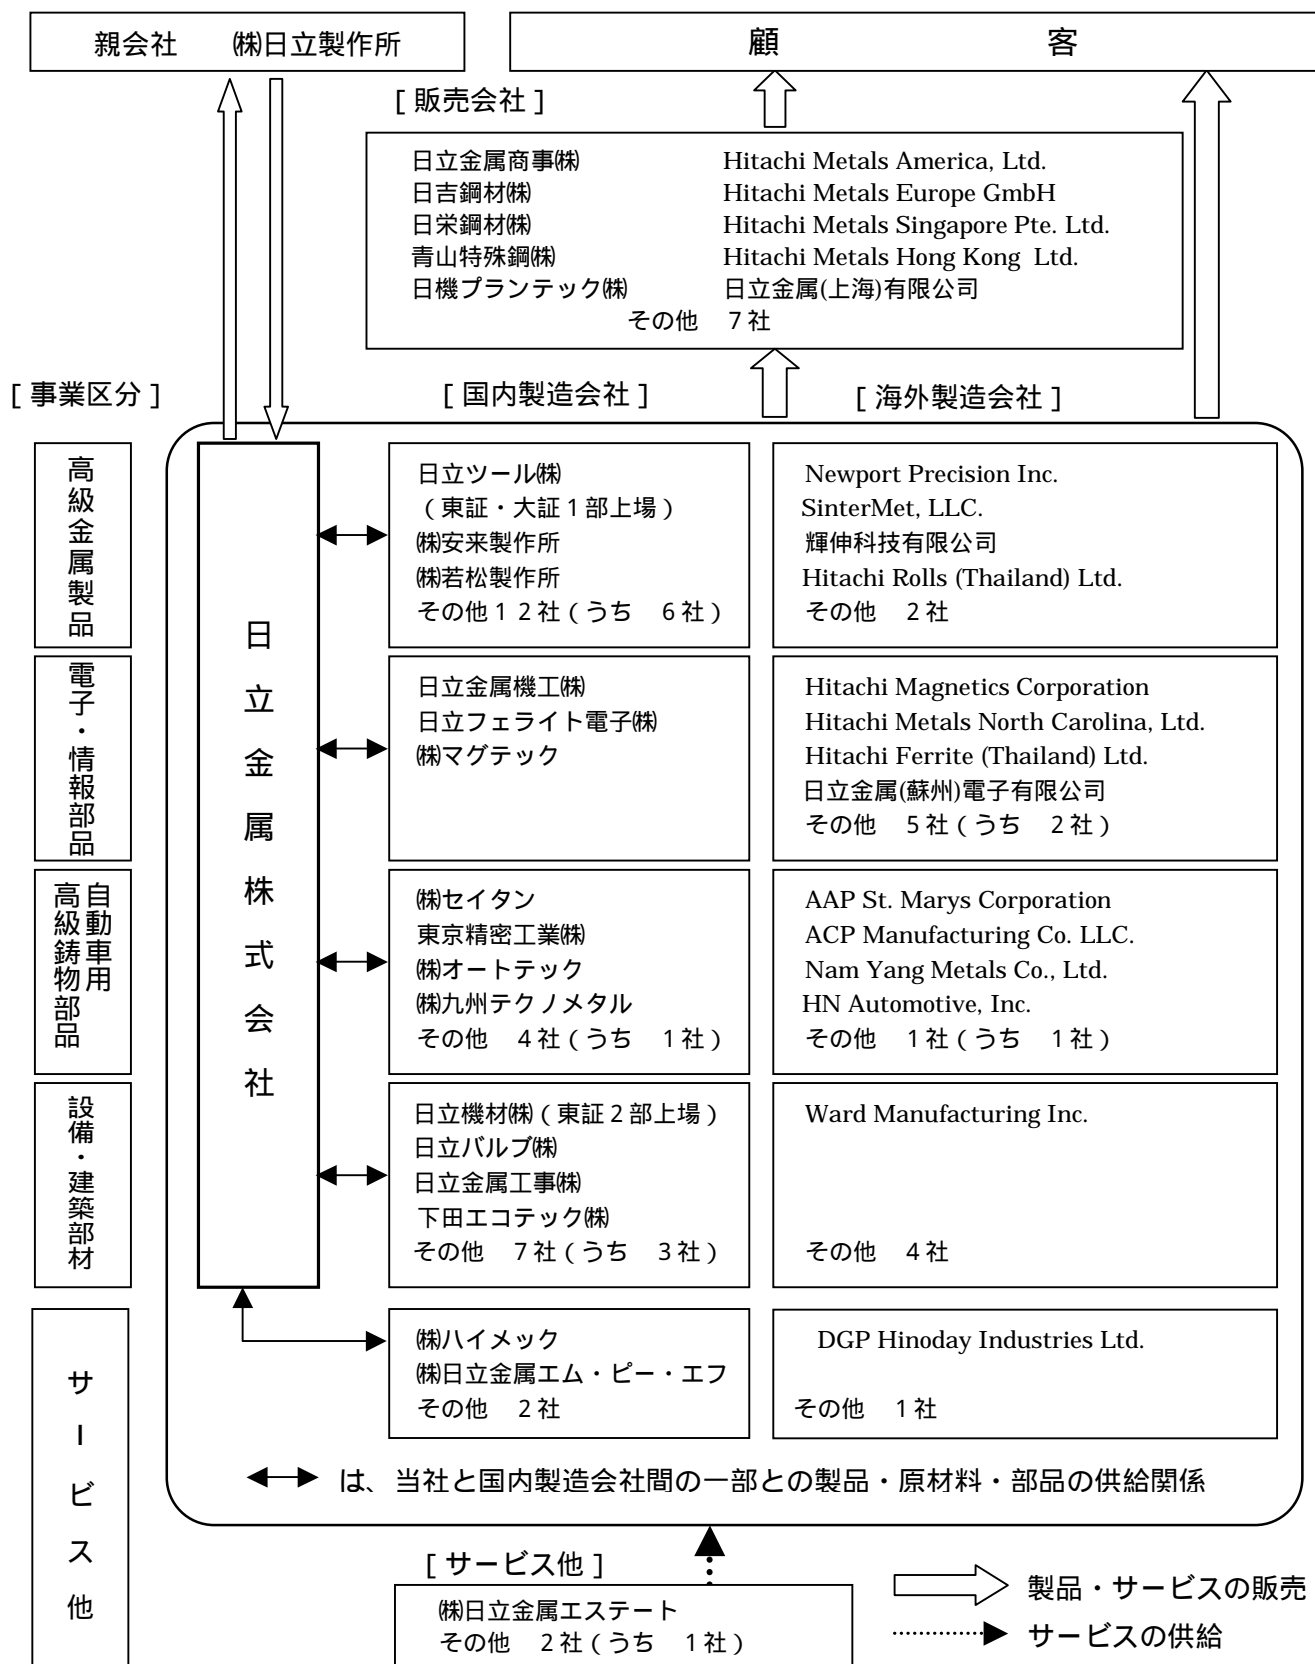 親会社　㈱日立製作所
顧　客
[ 販売会社 ]
日立金属商事㈱　Hitachi Metals America, Ltd.
日吉鋼材㈱　Hitachi Metals Europe GmbH
日栄鋼材㈱　Hitachi Metals Singapore Pte. Ltd.
青山特殊鋼㈱　Hitachi Metals Hong Kong Ltd.
日機プランテック㈱　日立金属(上海)有限公司
その他　7社
[ 事業区分 ]
[ 国内製造会社 ]
[ 海外製造会社 ]
日立金属株式会社
高級金属製品
日立ツール㈱
（東証・大証1部上場）
㈱安来製作所
㈱若松製作所
その他12社（うち　6社）
Newport Precision Inc.
SinterMet, LLC.
輝伸科技有限公司
Hitachi Rolls (Thailand) Ltd.
その他　2社
電子・情報部品
日立金属機工㈱
日立フェライト電子㈱
㈱マグテック
Hitachi Magnetics Corporation
Hitachi Metals North Carolina, Ltd.
Hitachi Ferrite (Thailand) Ltd.
日立金属(蘇州)電子有限公司
その他　5社（うち　2社）
自動車用
高級鋳物部品
㈱セイタン
東京精密工業㈱
㈱オートテック
㈱九州テクノメタル
その他　4社（うち　1社）
AAP St. Marys Corporation
ACP Manufacturing Co. LLC.
Nam Yang Metals Co., Ltd.
HN Automotive, Inc.
その他　1社（うち　1社）
設備・建築部材
日立機材㈱（東証2部上場）
日立バルブ㈱
日立金属工事㈱
下田エコテック㈱
その他　7社（うち　3社）
Ward Manufacturing Inc.
その他　4社
サービス他
㈱ハイメック
㈱日立金属エム・ピー・エフ
その他　2社
DGP Hinoday Industries Ltd.
その他　1社
は、当社と国内製造会社間の一部との製品・原材料・部品の供給関係
[ サービス他 ]
㈱日立金属エステート
その他　2社（うち　1社）
製品・サービスの販売
サービスの供給